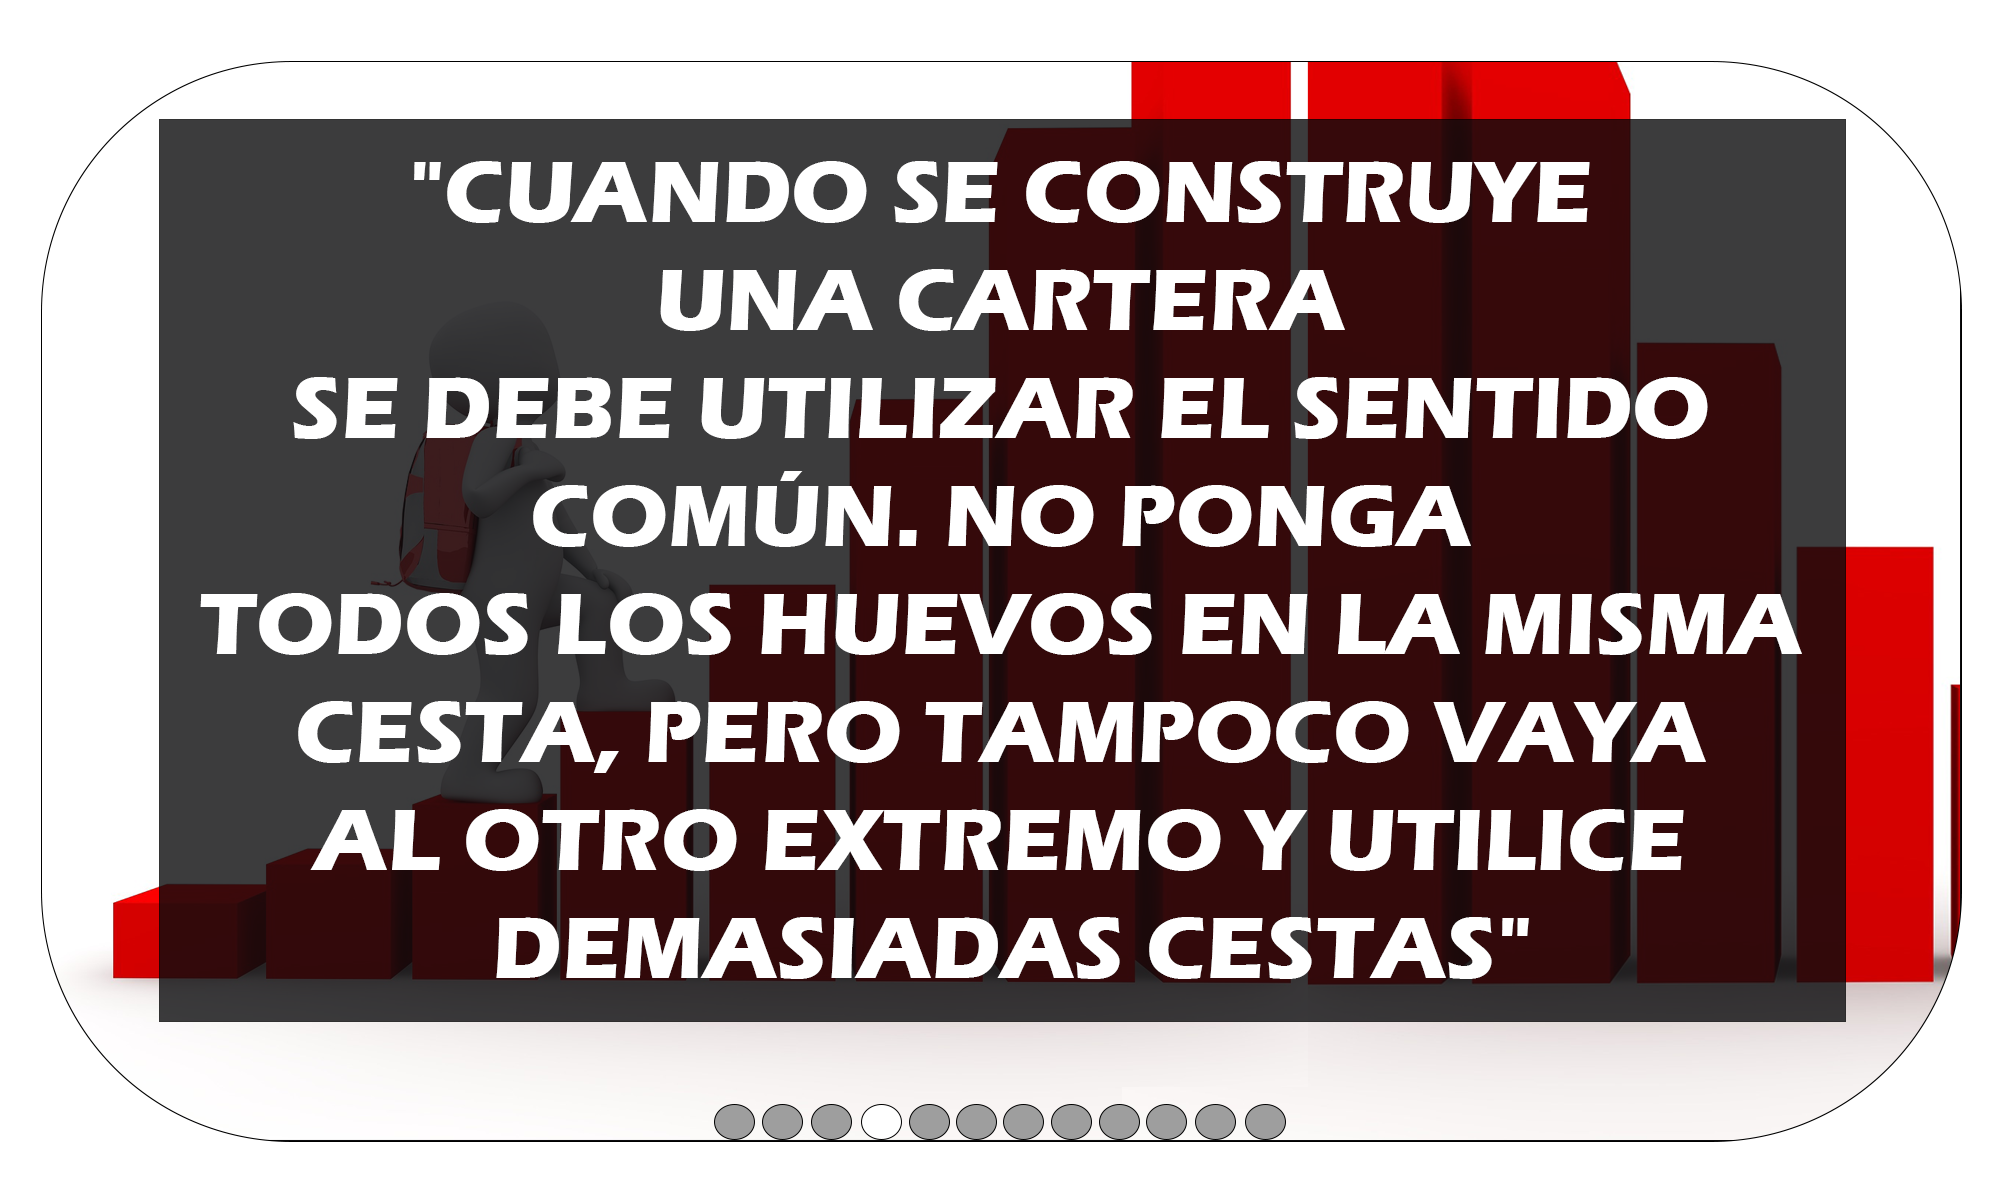 "CUANDO SE CONSTRUYE
UNA CARTERA
SE DEBE UTILIZAR EL SENTIDO
COMÚN. NO PONGA
TODOS LOS HUEVOS EN LA MISMA
CESTA, PERO TAMPOCO VAYA
AL OTRO EXTREMO Y UTILICE
DEMASIADAS CESTAS"